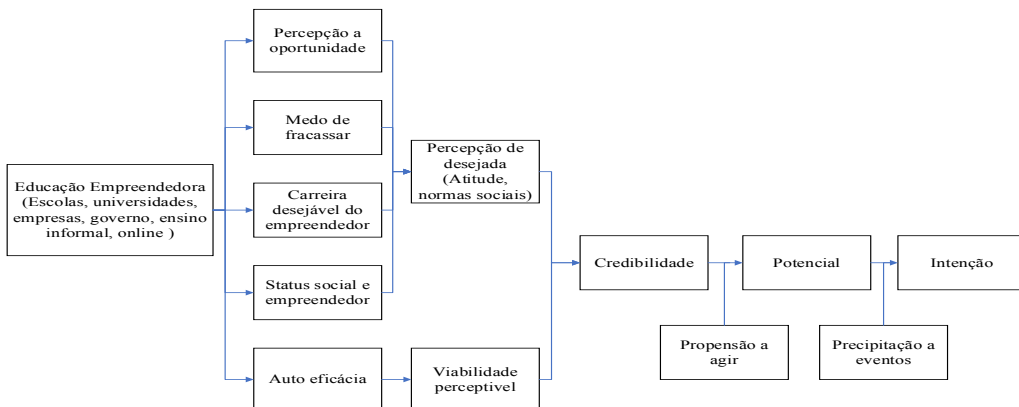 Percepção a
oportunidade
Medo de
fracassar
Educação Empreendedora
(Escolas, universidades,
empresas, governo, ensino
informal, online )
Carreira
desejável do
empreendedor
Status social e
empreendedor
Auto eficácia
Percepção de
desejada
(Atitude,
normas sociais)
Viabilidade
perceptivel
Credibilidade
Potencial
Intenção
Propensão a
agir
Precipitação a
eventos